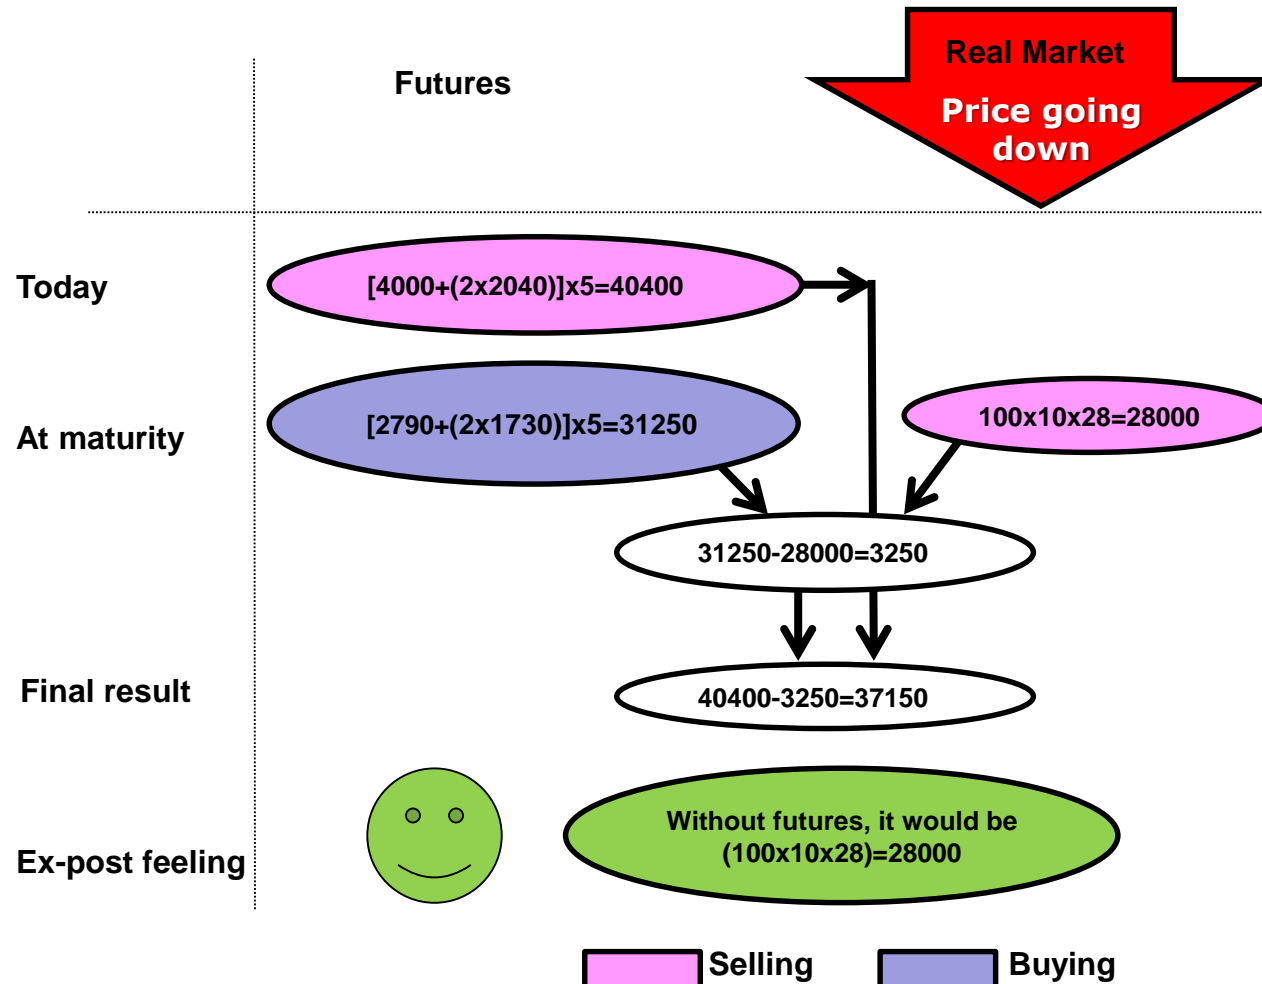 Futures
Real Market
Price going
down
Today
[4000+(2x2040)]x5=40400
At maturity
[2790+(2x1730)]x5=31250
100x10x28=28000
31250-28000=3250
Final result
40400-3250=37150
Ex-post feeling
Without futures, it would be
(100x10x28)=28000
Selling
Buying